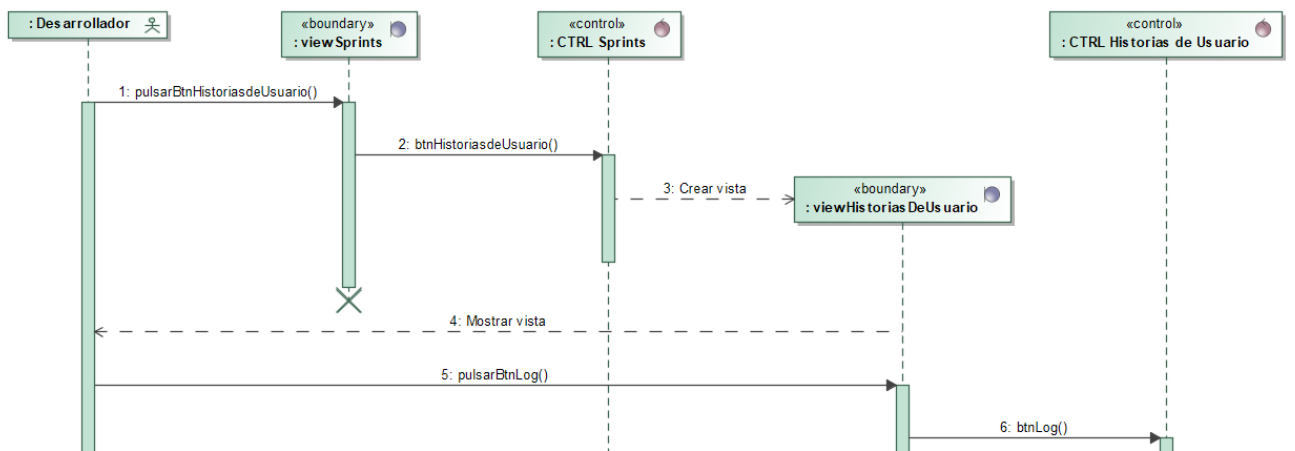 : Desarrollador
«boundary»
: viewSprints
«control»
: CTRL Sprints
«control»
: CTRL Historias de Usuario
1: pulsarBtnHistoriasdeUsuario()
2: btnHistoriasdeUsuario()
3: Crear vista
«boundary»
: viewHistoriasDeUsuario
4: Mostrar vista
5: pulsarBtnLog()
6: btnLog()